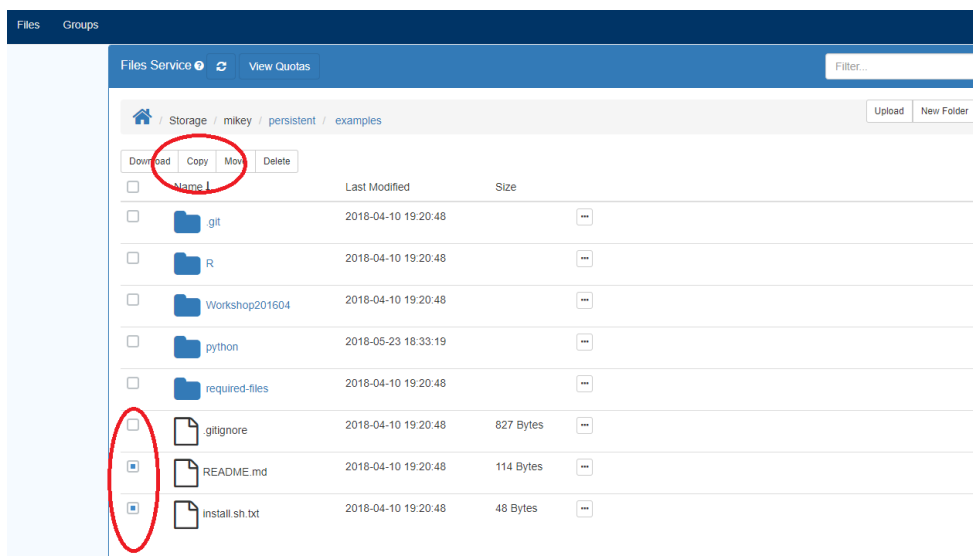 Files Groups
Files Service View Quotas Filter...
/ Storage / mikey / persistent / examples Upload New Folder
Download Copy Move Delete
Name Last Modified Size
.git 2018-04-10 19:20:48
R 2018-04-10 19:20:48
Workshop201604 2018-04-10 19:20:48
python 2018-05-23 18:33:19
required-files 2018-04-10 19:20:48
.gitignore 2018-04-10 19:20:48 827 Bytes
README.md 2018-04-10 19:20:48 114 Bytes
install.sh.txt 2018-04-10 19:20:48 48 Bytes